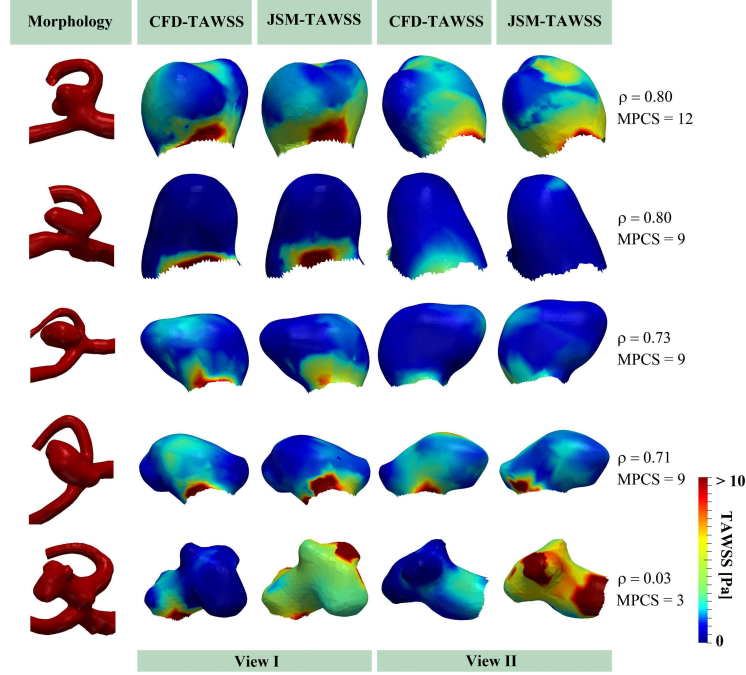 Morphology CFD-TAWSS JSM-TAWSS CFD-TAWSS JSM-TAWSS
ρ = 0.80
MPCS = 12
ρ = 0.80
MPCS = 9
ρ = 0.73
MPCS = 9
ρ = 0.71
MPCS = 9
> 10
TAWSS [Pa]
0
ρ = 0.03
MPCS = 3
View I View II